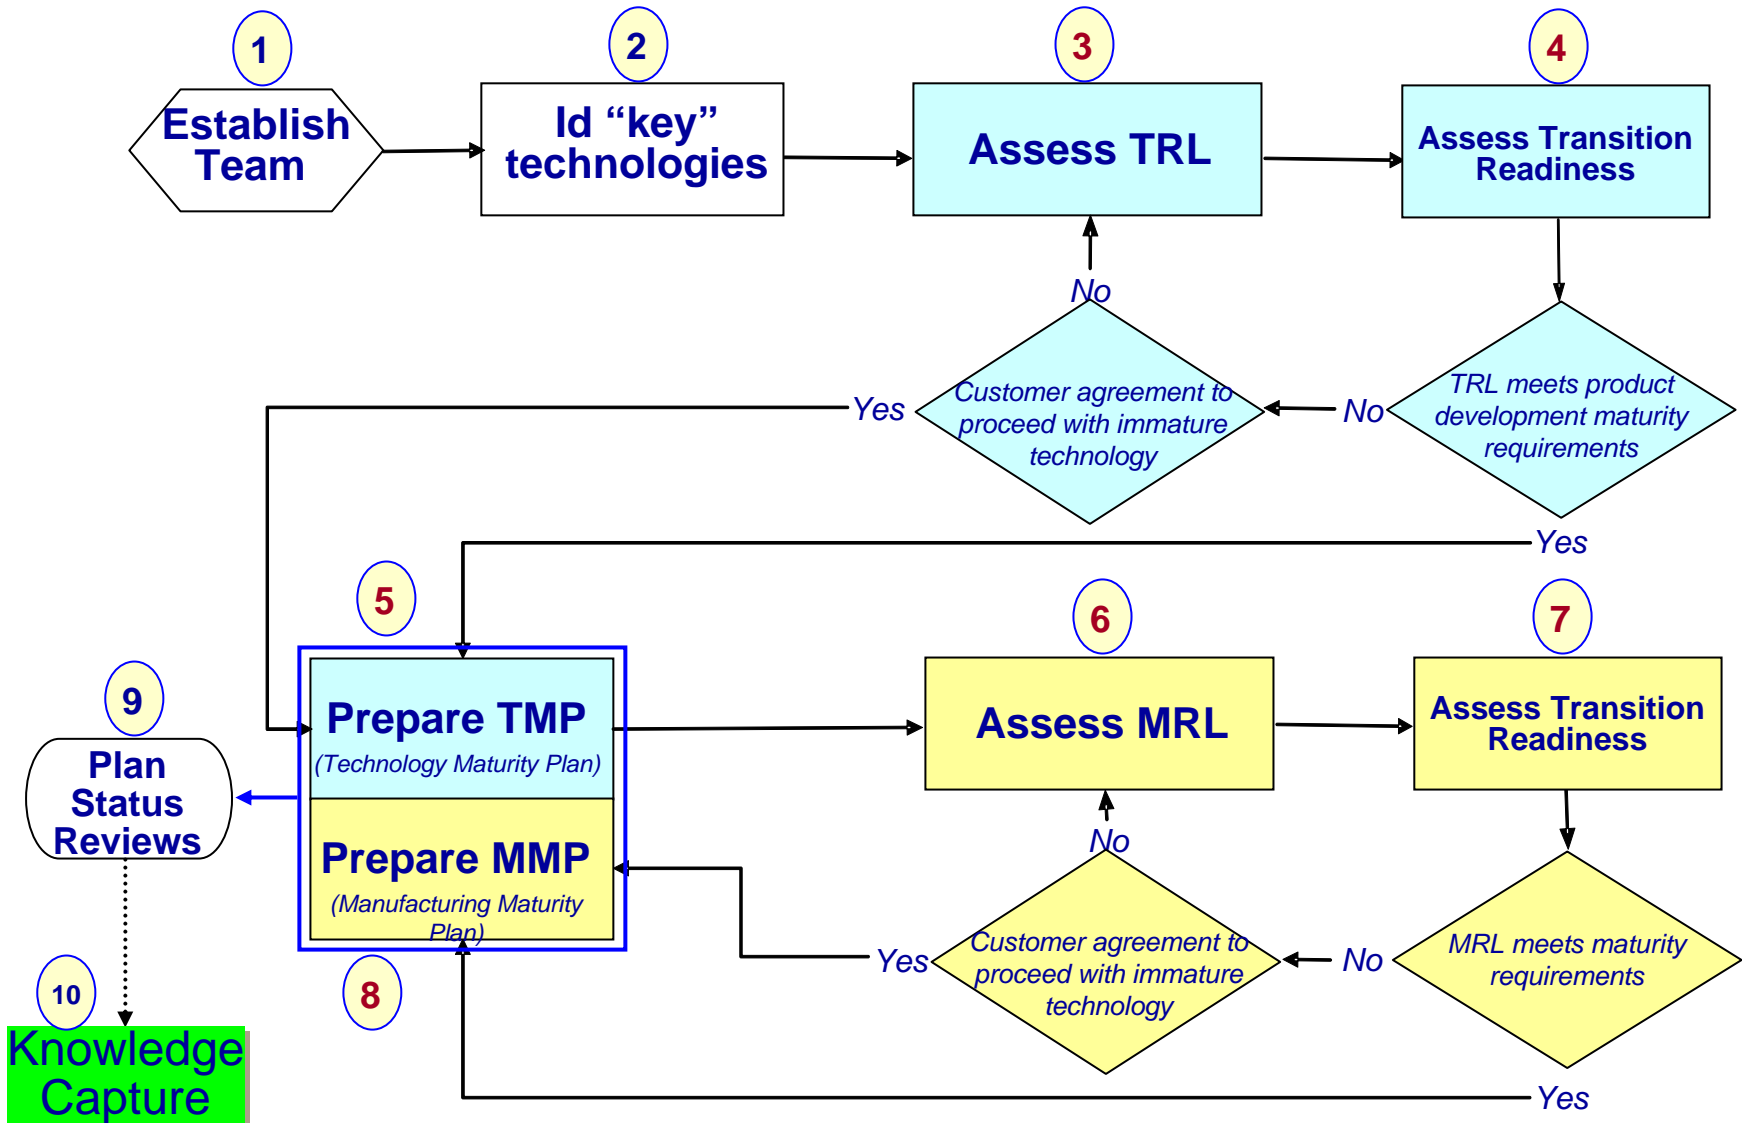 1
2
3
4
Establish
Team
Id “key”
technologies
Assess TRL
Assess Transition
Readiness
No
Yes
Customer agreement to
proceed with immature
technology
No
TRL meets product
development maturity
requirements
Yes
5
6
7
9
Prepare TMP
(Technology Maturity Plan)
Assess MRL
Assess Transition
Readiness
Plan
Status
Reviews
Prepare MMP
(Manufacturing Maturity
Plan)
No
Yes
Customer agreement to
proceed with immature
technology
No
MRL meets maturity
requirements
10
8
Knowledge
Capture
Yes